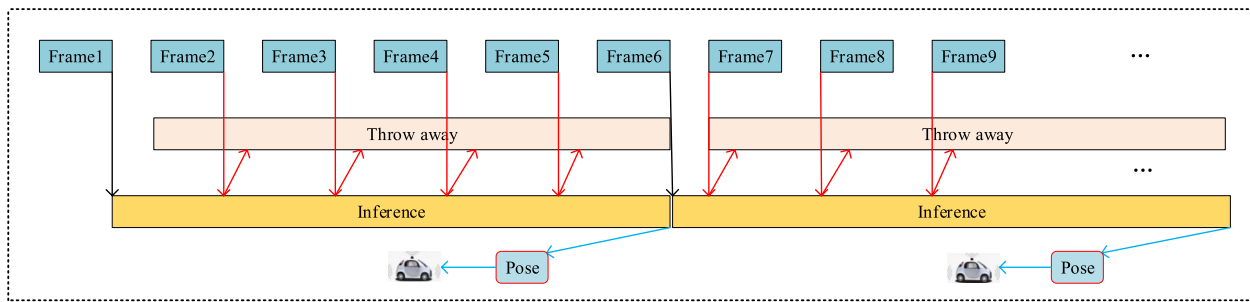 Frame1 Frame2 Frame3 Frame4 Frame5 Frame6 Frame7 Frame8 Frame9 ...
Throw away Throw away
...
Inference Inference
Pose Pose